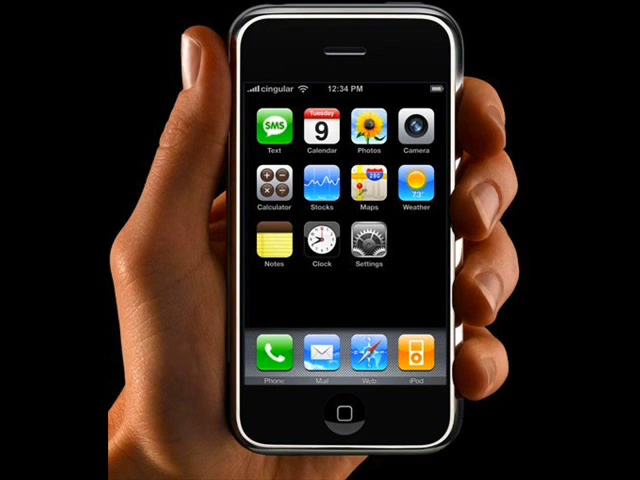 cingular 12:34 PM
SMS Tuesday 9 280 73°
Text Calendar Photos Camera
Calculator Stocks Maps Weather
Notes Clock Settings
Phone Mail Web iPod